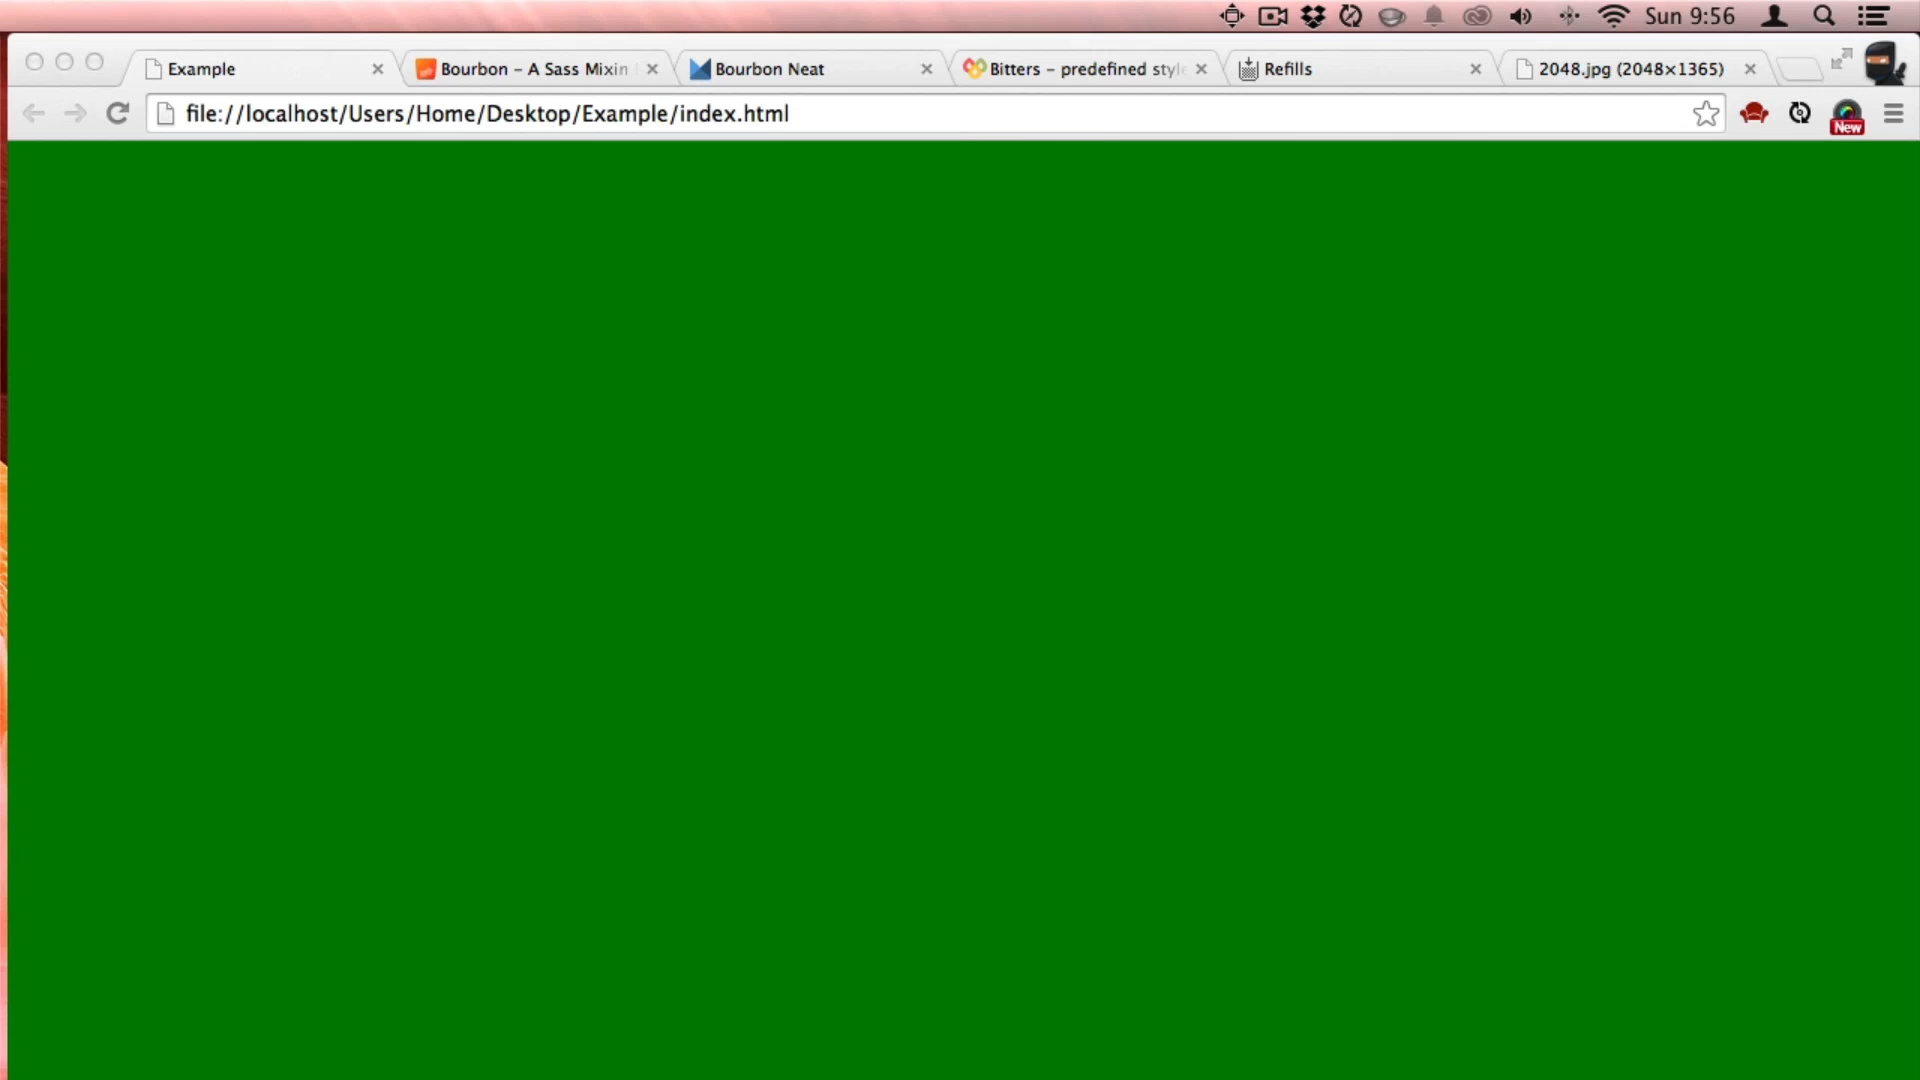 Sun 9:56
Example
Bourbon – A Sass Mixin
Bourbon Neat
Bitters – predefined style
Refills
2048.jpg (2048×1365)
file://localhost/Users/Home/Desktop/Example/index.html
New